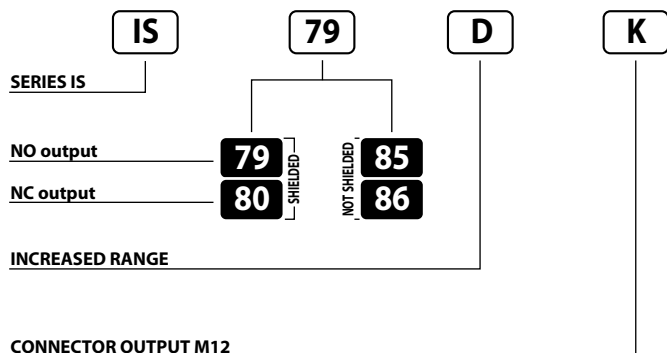 IS 79 D K
SERIES IS
NO output 79 SHIELDED NOT SHIELDED 85
NC output 80 86
INCREASED RANGE
CONNECTOR OUTPUT M12